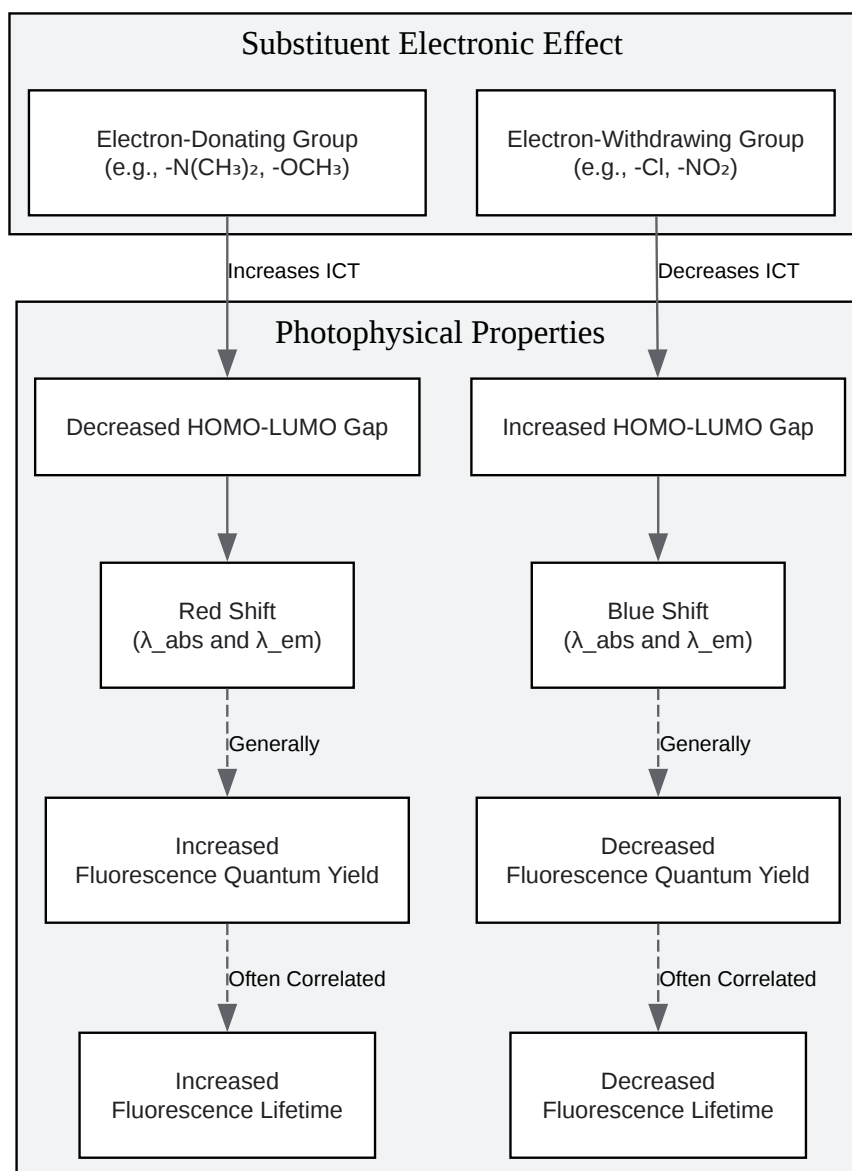 Substituent Electronic Effect
Electron-Donating Group
(e.g., -N(CH₃)₂, -OCH₃)
Electron-Withdrawing Group
(e.g., -Cl, -NO₂)
Increases ICT
Decreases ICT
Photophysical Properties
Decreased HOMO-LUMO Gap
Increased HOMO-LUMO Gap
Red Shift
(λ_abs and λ_em)
Blue Shift
(λ_abs and λ_em)
Generally
Generally
Increased
Fluorescence Quantum Yield
Decreased
Fluorescence Quantum Yield
Often Correlated
Often Correlated
Increased
Fluorescence Lifetime
Decreased
Fluorescence Lifetime